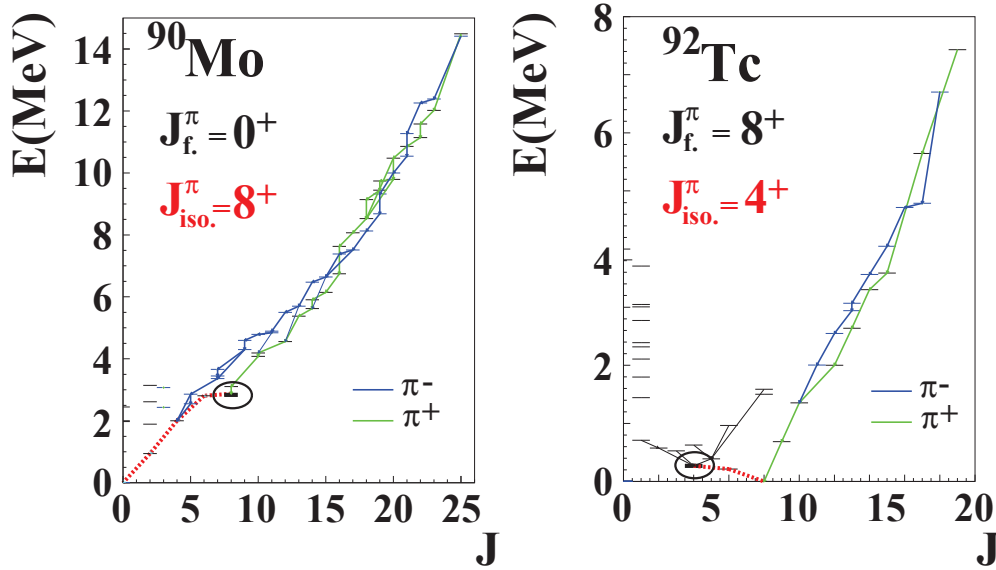 E(MeV)
14
12
10
8
6
4
2
0
⁹⁰Mo
J^π_f. = 0⁺
J^π_iso. = 8⁺
π-
π⁺
0 5 10 15 20 25
J
E(MeV)
8
6
4
2
0
⁹²Tc
J^π_f. = 8⁺
J^π_iso. = 4⁺
π-
π⁺
0 5 10 15 20
J